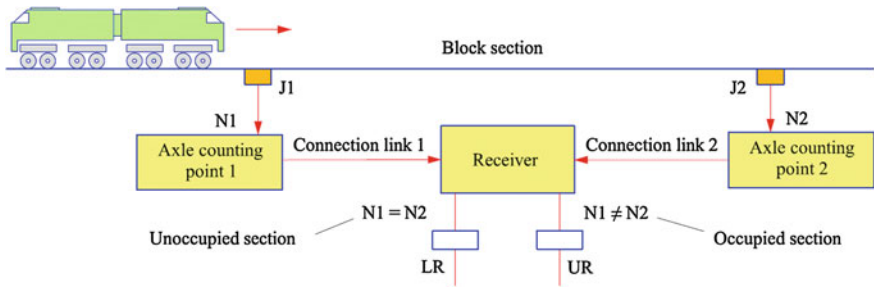 Block section
J1
J2
N1
N2
Axle counting
point 1
Connection link 1
Receiver
Connection link 2
Axle counting
point 2
N1 = N2
N1 ≠ N2
Unoccupied section
Occupied section
LR
UR